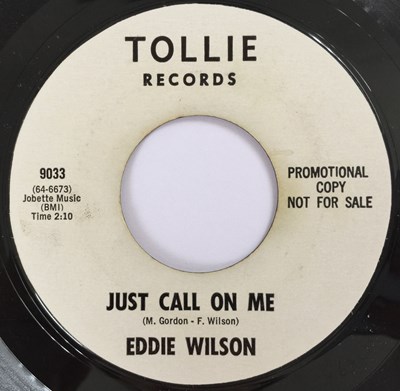 TOLLIE
RECORDS
9033
(64-6673)
Jobette Music
(BMI)
Time 2:10
PROMOTIONAL
COPY
NOT FOR SALE
JUST CALL ON ME
(M. Gordon - F. Wilson)
EDDIE WILSON